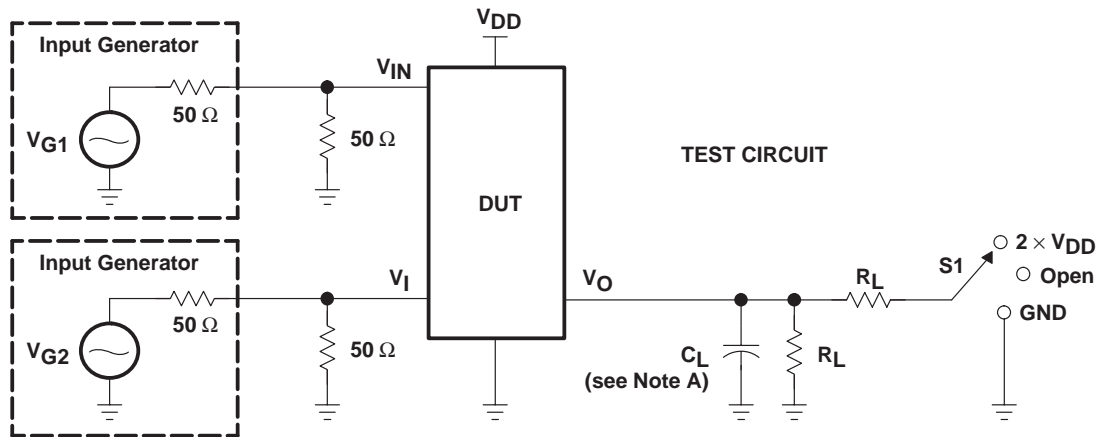 Input Generator
VG1
50 Ω
50 Ω
VIN
VDD
DUT
TEST CIRCUIT
Input Generator
VG2
50 Ω
50 Ω
VI
VO
CL
(see Note A)
RL
RL
S1
2 × VDD
Open
GND